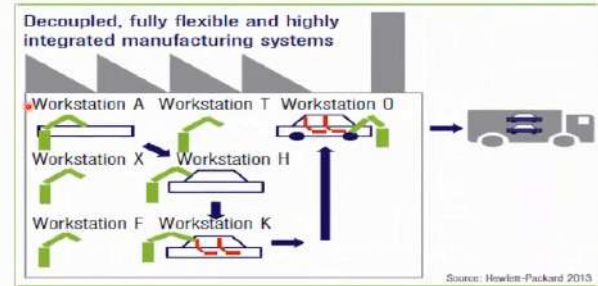 Decoupled, fully flexible and highly
integrated manufacturing systems
Workstation A Workstation T Workstation O
Workstation X Workstation H
Workstation F Workstation K
Source: Hewlett-Packard 2013